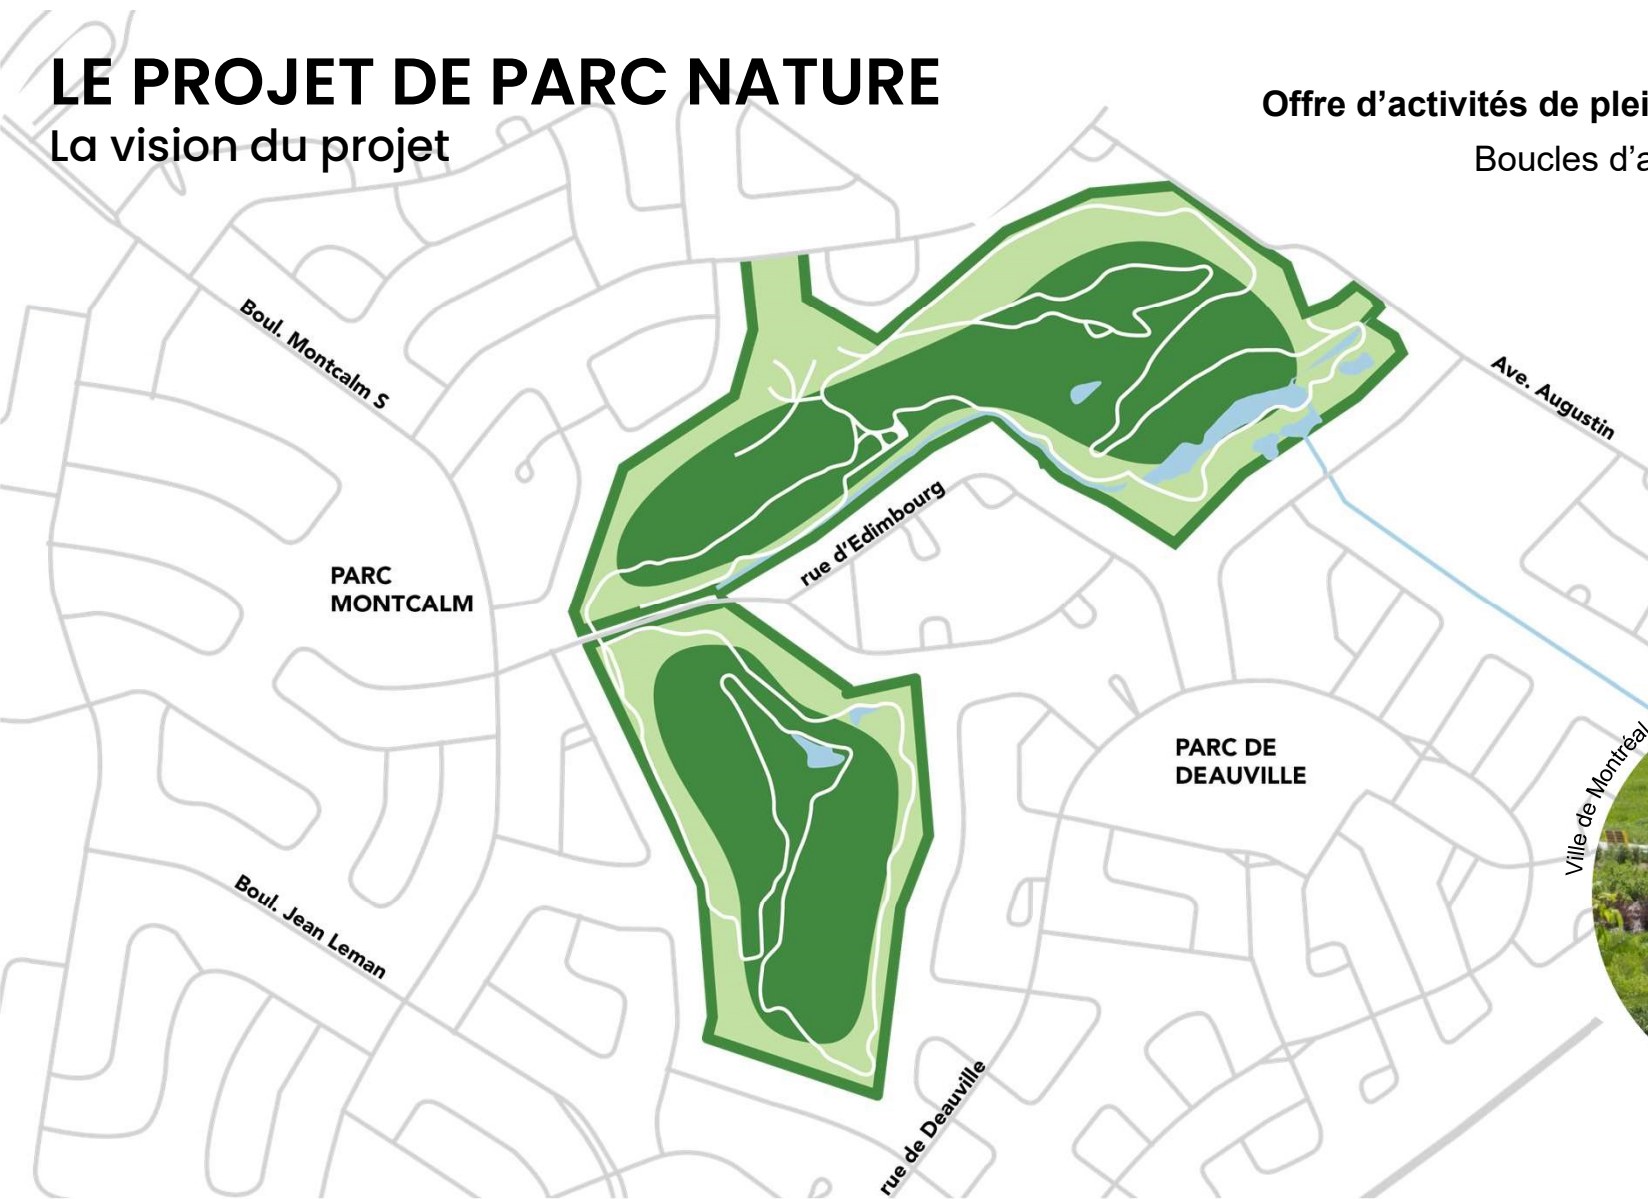 LE PROJET DE PARC NATURE
La vision du projet
Offre d’activités de plei
Boucles d’a
Boul. Montcalm S
Ave. Augustin
rue d’Edimbourg
PARC
MONTCALM
PARC DE
DEAUVILLE
Ville de Montréal
Boul. Jean Leman
rue de Deauville